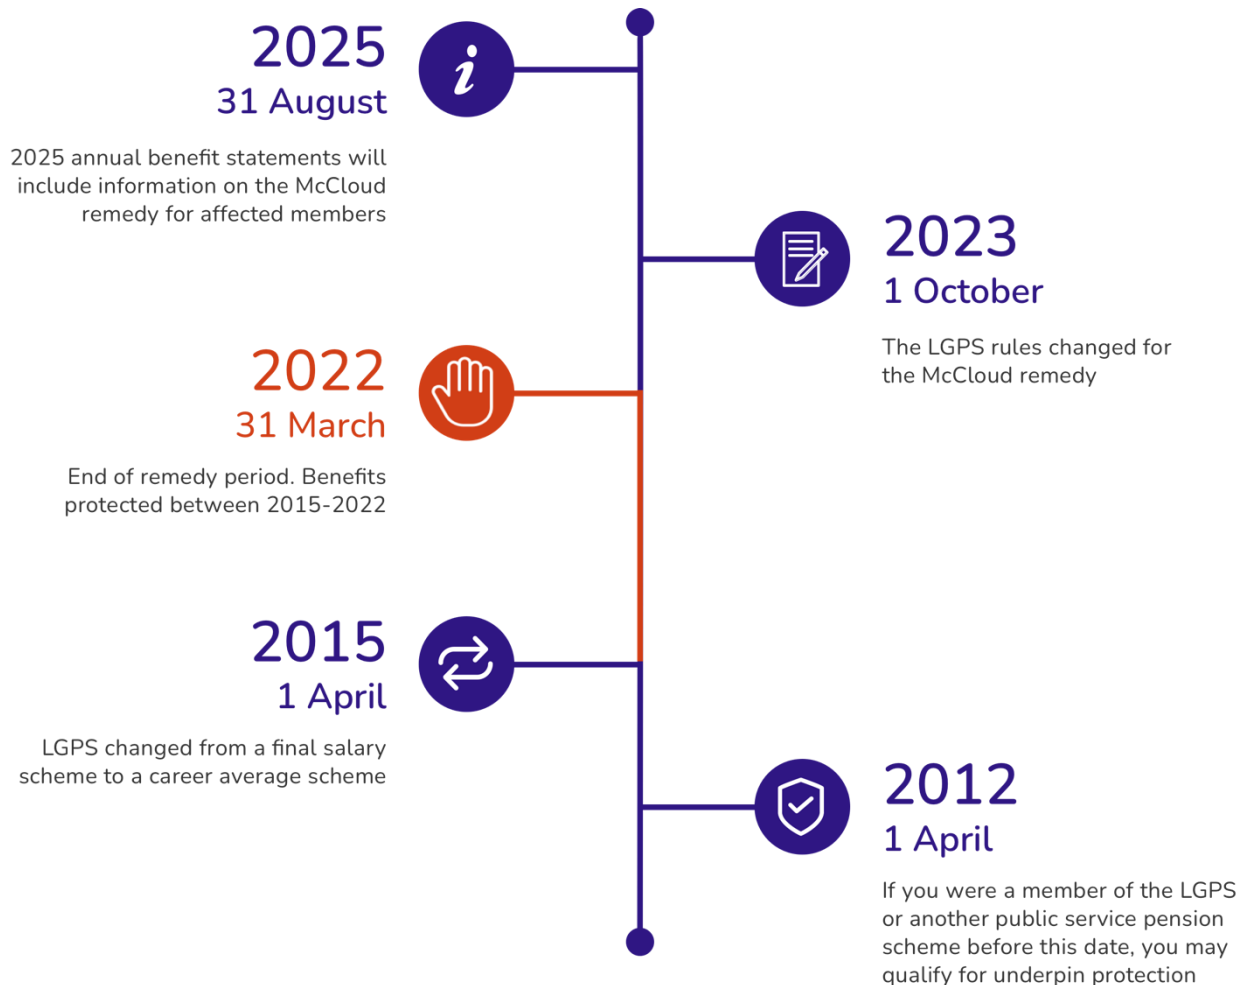 2025
31 August
2025 annual benefit statements will
include information on the McCloud
remedy for affected members
2023
1 October
The LGPS rules changed for
the McCloud remedy
2022
31 March
End of remedy period. Benefits
protected between 2015-2022
2015
1 April
LGPS changed from a final salary
scheme to a career average scheme
2012
1 April
If you were a member of the LGPS
or another public service pension
scheme before this date, you may
qualify for underpin protection